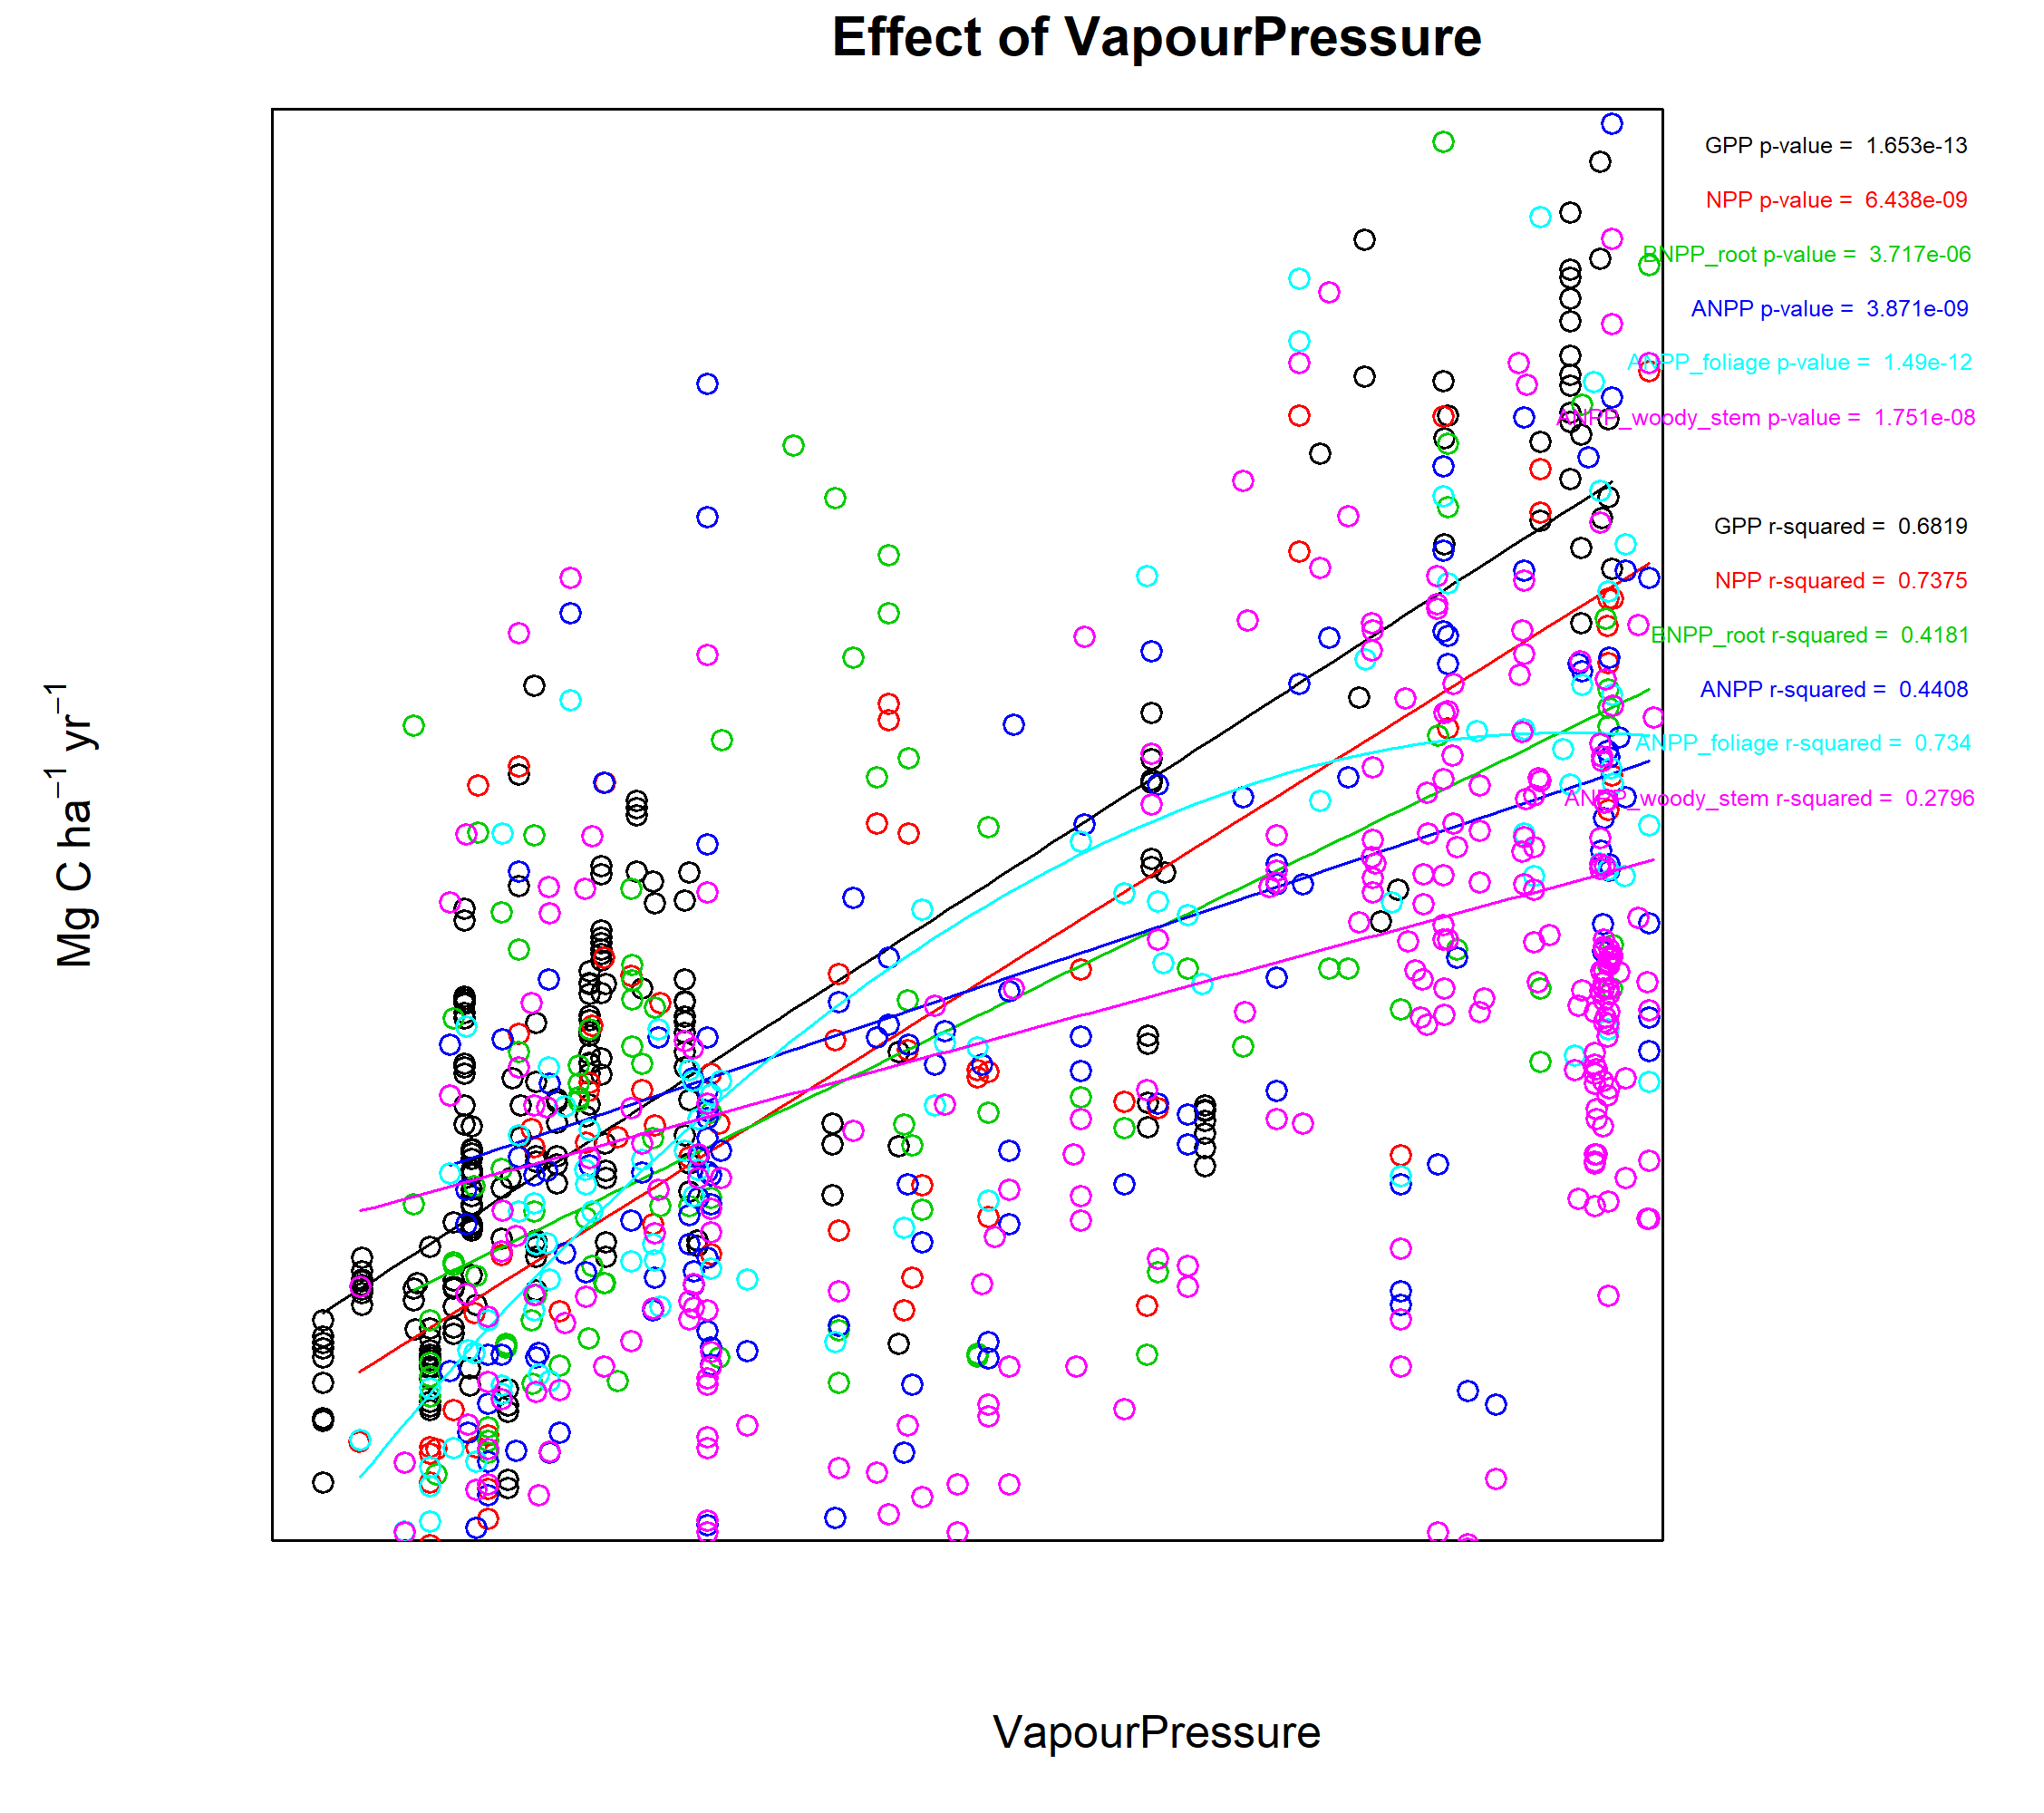 Effect of VapourPressure
GPP p-value = 1.653e-13
NPP p-value = 6.438e-09
BNPP_root p-value = 3.717e-06
ANPP p-value = 3.871e-09
ANPP_foliage p-value = 1.49e-12
ANPP_woody_stem p-value = 1.751e-08
GPP r-squared = 0.6819
NPP r-squared = 0.7375
BNPP_root r-squared = 0.4181
ANPP r-squared = 0.4408
ANPP_foliage r-squared = 0.734
ANPP_woody_stem r-squared = 0.2796
Mg C ha⁻¹ yr⁻¹
VapourPressure